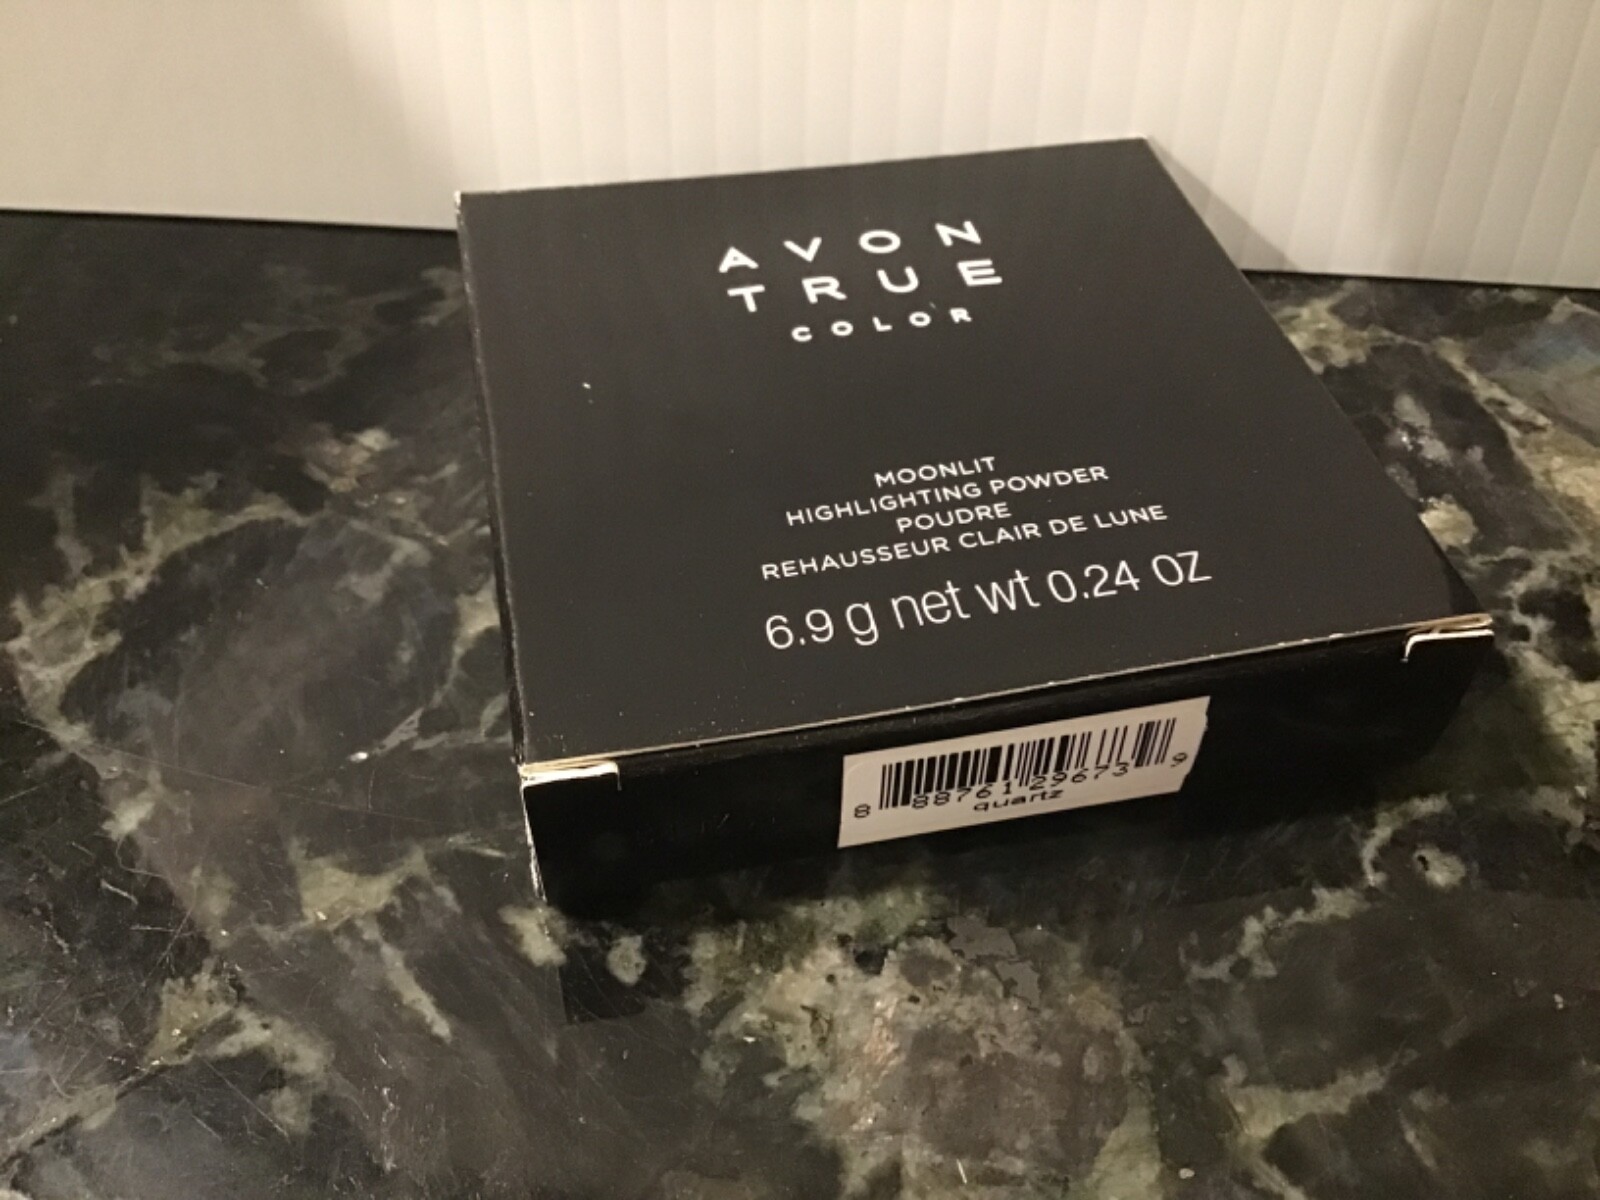 AVON
TRUE
COLOR
MOONLIT
HIGHLIGHTING POWDER
POUDRE
REHAUSSEUR CLAIR DE LUNE
6.9 g net wt 0.24 OZ
8 88761 29673 9
quartz